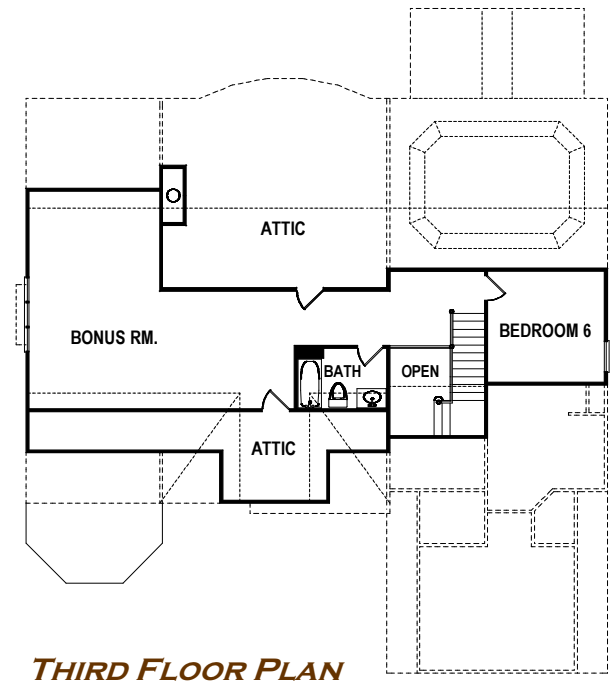 ATTIC
BONUS RM.
BEDROOM 6
BATH
OPEN
ATTIC
THIRD FLOOR PLAN